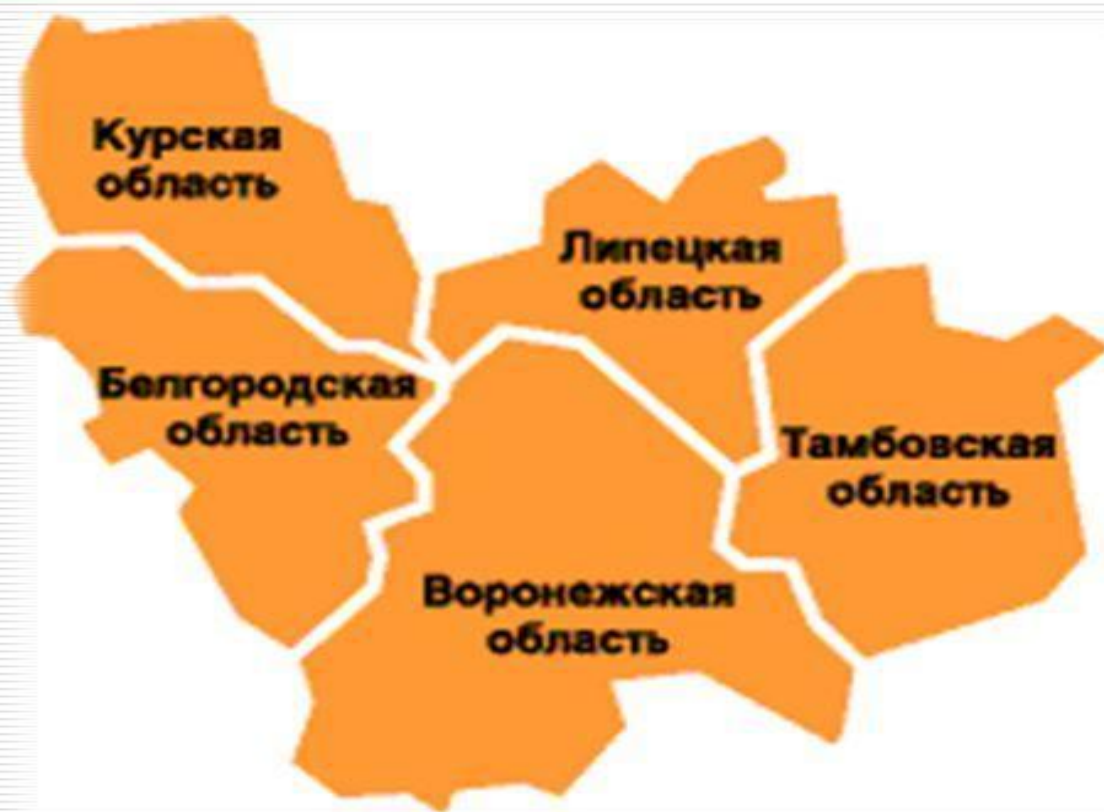 Курская
область
Липецкая
область
Белгородская
область
Тамбовская
область
Воронежская
область